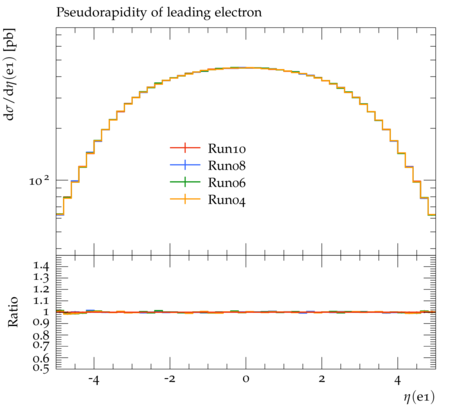 Pseudorapidity of leading electron
dσ/dη(e1) [pb]
10²
Run10
Run08
Run06
Run04
Ratio
1.4
1.3
1.2
1.1
1
0.9
0.8
0.7
0.6
0.5
-4 -2 0 2 4
η(e1)